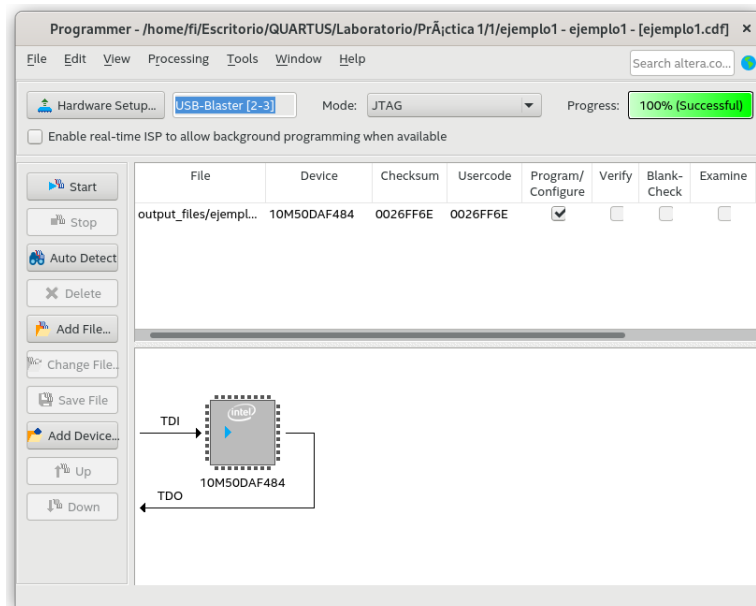 Programmer - /home/fi/Escritorio/QUARTUS/Laboratorio/PrÃ¡ctica 1/1/ejemplo1 - ejemplo1 - [ejemplo1.cdf] ×
File Edit View Processing Tools Window Help
Search altera.co...
Hardware Setup... USB-Blaster [2-3] Mode: JTAG Progress: 100% (Successful)
Enable real-time ISP to allow background programming when available
Start
Stop
Auto Detect
Delete
Add File...
Change File..
Save File
Add Device...
Up
Down
File Device Checksum Usercode Program/ Verify Blank- Examine
Configure Check
output_files/ejempl... 10M50DAF484 0026FF6E 0026FF6E
TDI
intel
10M50DAF484
TDO